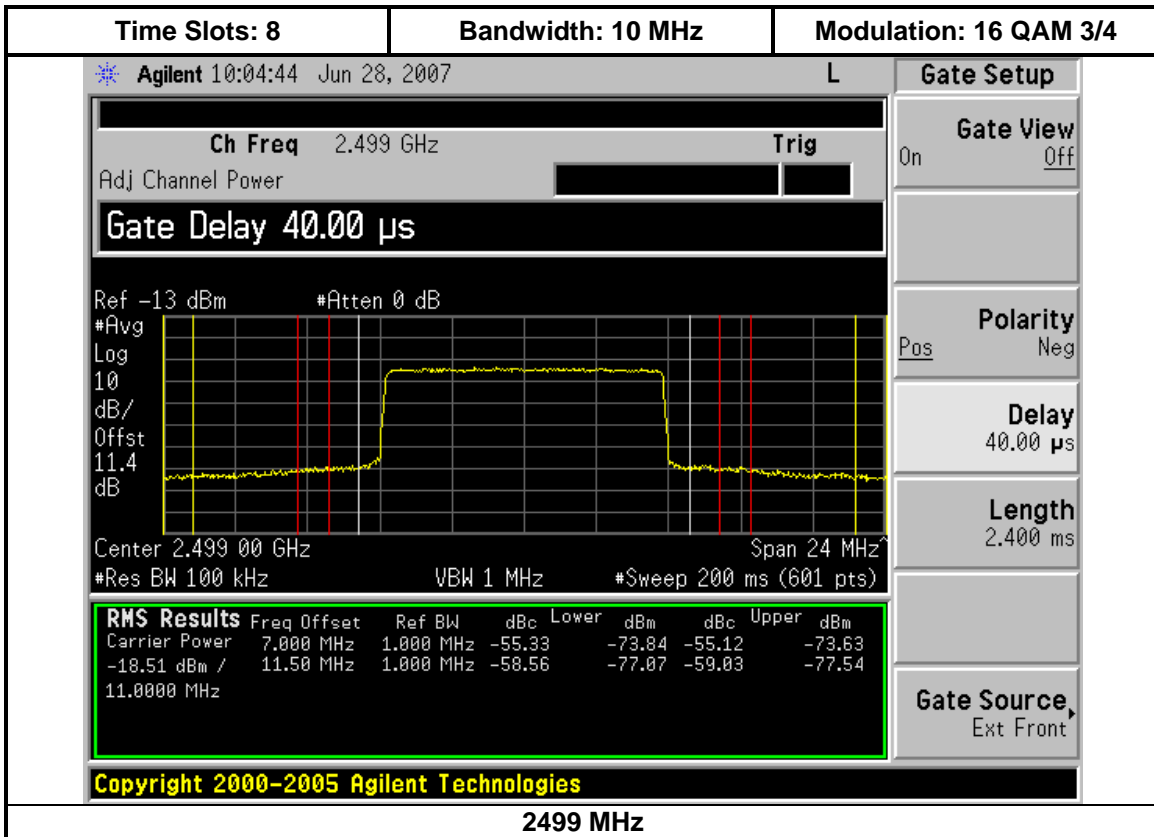 Time Slots: 8 Bandwidth: 10 MHz Modulation: 16 QAM 3/4
Agilent 10:04:44 Jun 28, 2007 L Gate Setup
Ch Freq 2.499 GHz Trig
Adj Channel Power
Gate Delay 40.00 µs
Ref -13 dBm #Atten 0 dB
#Avg
Log
10
dB/
Offst
11.4
dB
Center 2.499 00 GHz Span 24 MHz^
#Res BW 100 kHz VBW 1 MHz #Sweep 200 ms (601 pts)
RMS Results Freq Offset Ref BW dBc Lower dBm dBc Upper dBm
Carrier Power 7.000 MHz 1.000 MHz -55.33 -73.84 -55.12 -73.63
-18.51 dBm / 11.50 MHz 1.000 MHz -58.56 -77.07 -59.03 -77.54
11.0000 MHz
Gate View
On Off
Polarity
Pos Neg
Delay
40.00 µs
Length
2.400 ms
Gate Source
Ext Front
Copyright 2000-2005 Agilent Technologies
2499 MHz